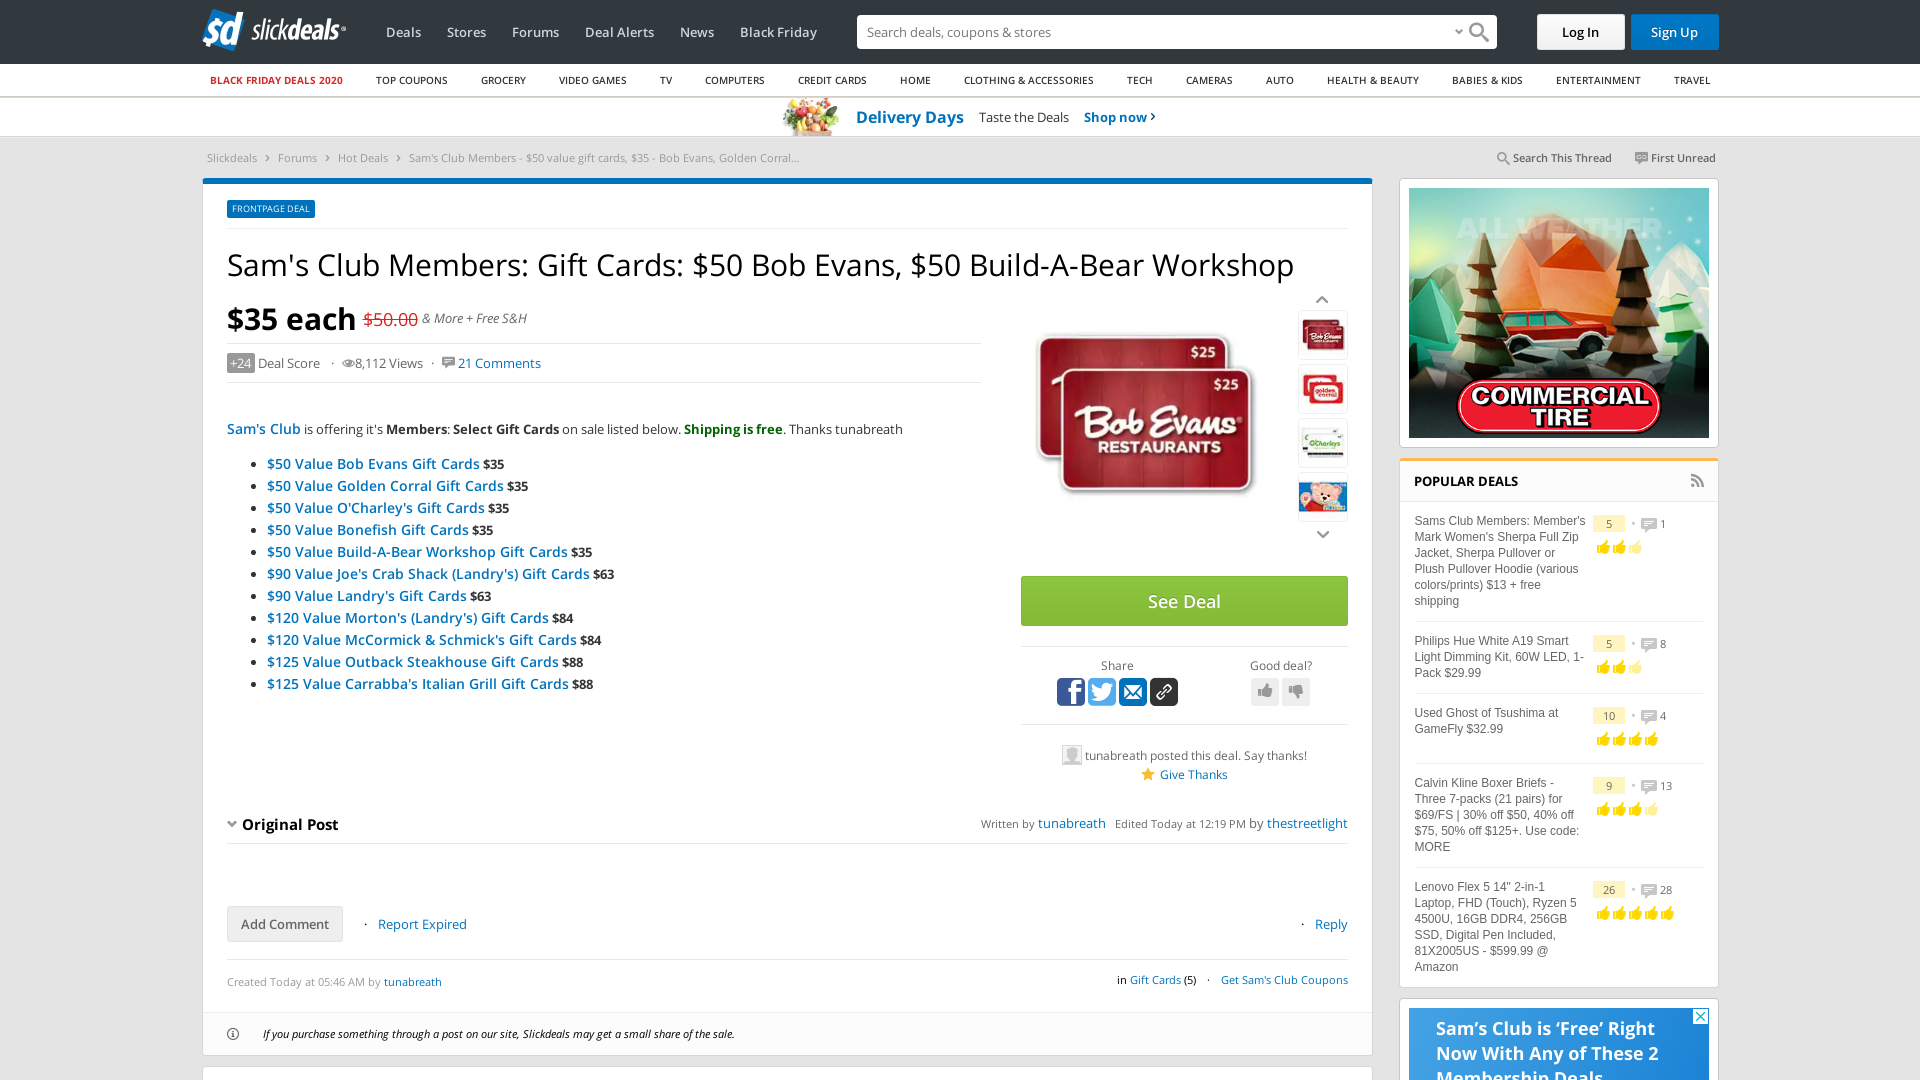 slickdeals
Deals
Stores
Forums
Deal Alerts
News
Black Friday
Search deals, coupons & stores
Log In
Sign Up
BLACK FRIDAY DEALS 2020
TOP COUPONS
GROCERY
VIDEO GAMES
TV
COMPUTERS
CREDIT CARDS
HOME
CLOTHING & ACCESSORIES
TECH
CAMERAS
AUTO
HEALTH & BEAUTY
BABIES & KIDS
ENTERTAINMENT
TRAVEL
Delivery Days Taste the Deals Shop now
Slickdeals > Forums > Hot Deals > Sam's Club Members - $50 value gift cards, $35 - Bob Evans, Golden Corral...
Search This Thread
First Unread
FRONTPAGE DEAL
Sam's Club Members: Gift Cards: $50 Bob Evans, $50 Build-A-Bear Workshop
$35 each $50.00 & More + Free S&H
+24 Deal Score · 8,112 Views · 21 Comments
Sam's Club is offering it's Members: Select Gift Cards on sale listed below. Shipping is free. Thanks tunabreath
• $50 Value Bob Evans Gift Cards $35
• $50 Value Golden Corral Gift Cards $35
• $50 Value O'Charley's Gift Cards $35
• $50 Value Bonefish Gift Cards $35
• $50 Value Build-A-Bear Workshop Gift Cards $35
• $90 Value Joe's Crab Shack (Landry's) Gift Cards $63
• $90 Value Landry's Gift Cards $63
• $120 Value Morton's (Landry's) Gift Cards $84
• $120 Value McCormick & Schmick's Gift Cards $84
• $125 Value Outback Steakhouse Gift Cards $88
• $125 Value Carrabba's Italian Grill Gift Cards $88
$25
$25
Bob Evans
RESTAURANTS
Bob Evans
golden corral
O'Charleys
See Deal
Share
Good deal?
tunabreath posted this deal. Say thanks!
Give Thanks
Original Post
Written by tunabreath Edited Today at 12:19 PM by thestreetlight
Add Comment · Report Expired
· Reply
Created Today at 05:46 AM by tunabreath
in Gift Cards (5) · Get Sam's Club Coupons
If you purchase something through a post on our site, Slickdeals may get a small share of the sale.
ALL WEATHER
COMMERCIAL
TIRE
POPULAR DEALS
Sams Club Members: Member's
Mark Women's Sherpa Full Zip
Jacket, Sherpa Pullover or
Plush Pullover Hoodie (various
colors/prints) $13 + free
shipping
5 • 1
Philips Hue White A19 Smart
Light Dimming Kit, 60W LED, 1-
Pack $29.99
5 • 8
Used Ghost of Tsushima at
GameFly $32.99
10 • 4
Calvin Kline Boxer Briefs -
Three 7-packs (21 pairs) for
$69/FS | 30% off $50, 40% off
$75, 50% off $125+. Use code:
MORE
9 • 13
Lenovo Flex 5 14" 2-in-1
Laptop, FHD (Touch), Ryzen 5
4500U, 16GB DDR4, 256GB
SSD, Digital Pen Included,
81X2005US - $599.99 @
Amazon
26 • 28
Sam's Club is 'Free' Right
Now With Any of These 2
Membership Deals